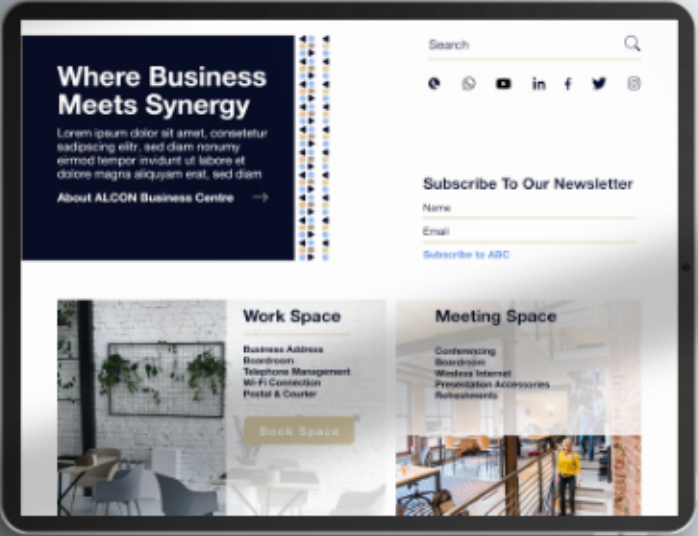 Where Business
Meets Synergy
Lorem ipsum dolor sit amet, consetetur
sadipscing elitr, sed diam nonumy
eirmod tempor invidunt ut labore et
dolore magna aliquyam erat, sed diam
About ALCON Business Centre
Search
Subscribe To Our Newsletter
Name
Email
Subscribe to ABC
Work Space
Business Address
Boardroom
Telephone Management
Wi-Fi Connection
Postal & Courier
Book Space
Meeting Space
Conferencing
Boardroom
Wireless Internet
Presentation Accessories
Refreshments